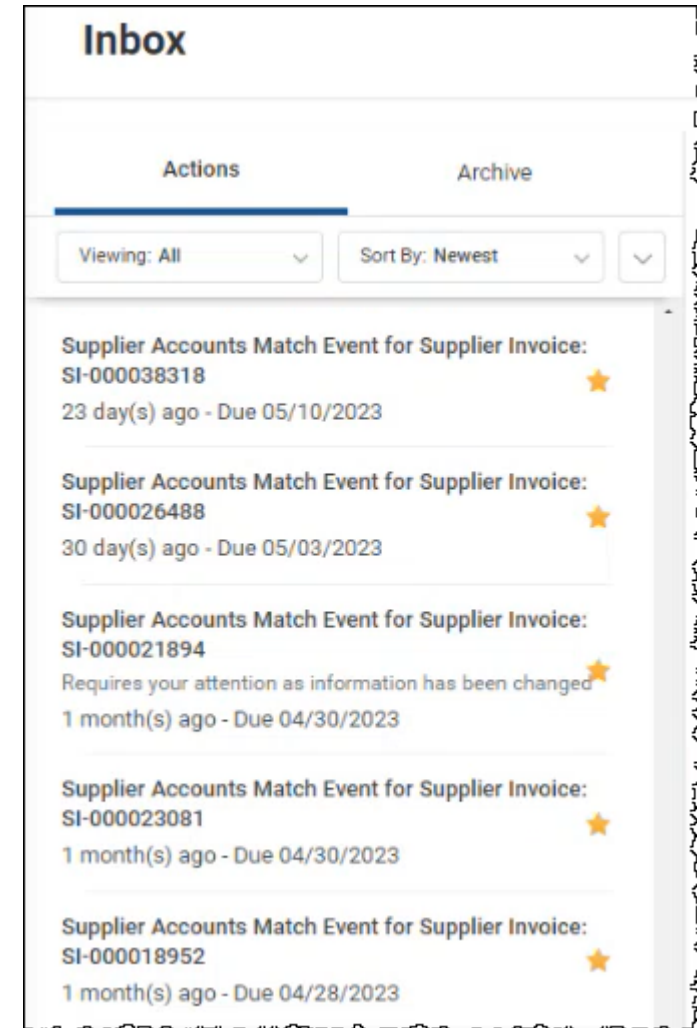 Inbox
Actions
Archive
Viewing: All
Sort By: Newest
Supplier Accounts Match Event for Supplier Invoice:
SI-000038318
23 day(s) ago - Due 05/10/2023
Supplier Accounts Match Event for Supplier Invoice:
SI-000026488
30 day(s) ago - Due 05/03/2023
Supplier Accounts Match Event for Supplier Invoice:
SI-000021894
Requires your attention as information has been changed
1 month(s) ago - Due 04/30/2023
Supplier Accounts Match Event for Supplier Invoice:
SI-000023081
1 month(s) ago - Due 04/30/2023
Supplier Accounts Match Event for Supplier Invoice:
SI-000018952
1 month(s) ago - Due 04/28/2023